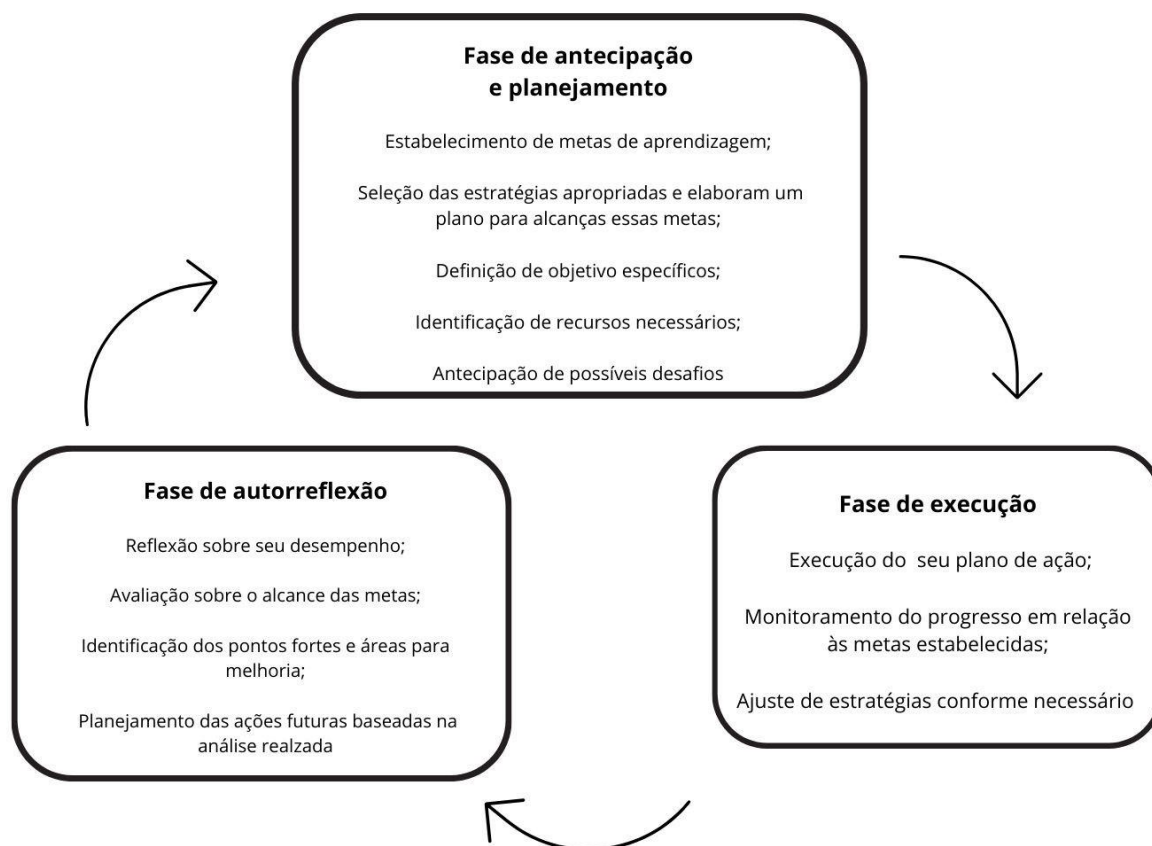 Fase de antecipação
e planejamento
Estabelecimento de metas de aprendizagem;
Seleção das estratégias apropriadas e elaboram um
plano para alcanças essas metas;
Definição de objetivo específicos;
Identificação de recursos necessários;
Antecipação de possíveis desafios
Fase de execução
Execução do seu plano de ação;
Monitoramento do progresso em relação
às metas estabelecidas;
Ajuste de estratégias conforme necessário
Fase de autorreflexão
Reflexão sobre seu desempenho;
Avaliação sobre o alcance das metas;
Identificação dos pontos fortes e áreas para
melhoria;
Planejamento das ações futuras baseadas na
análise realzada